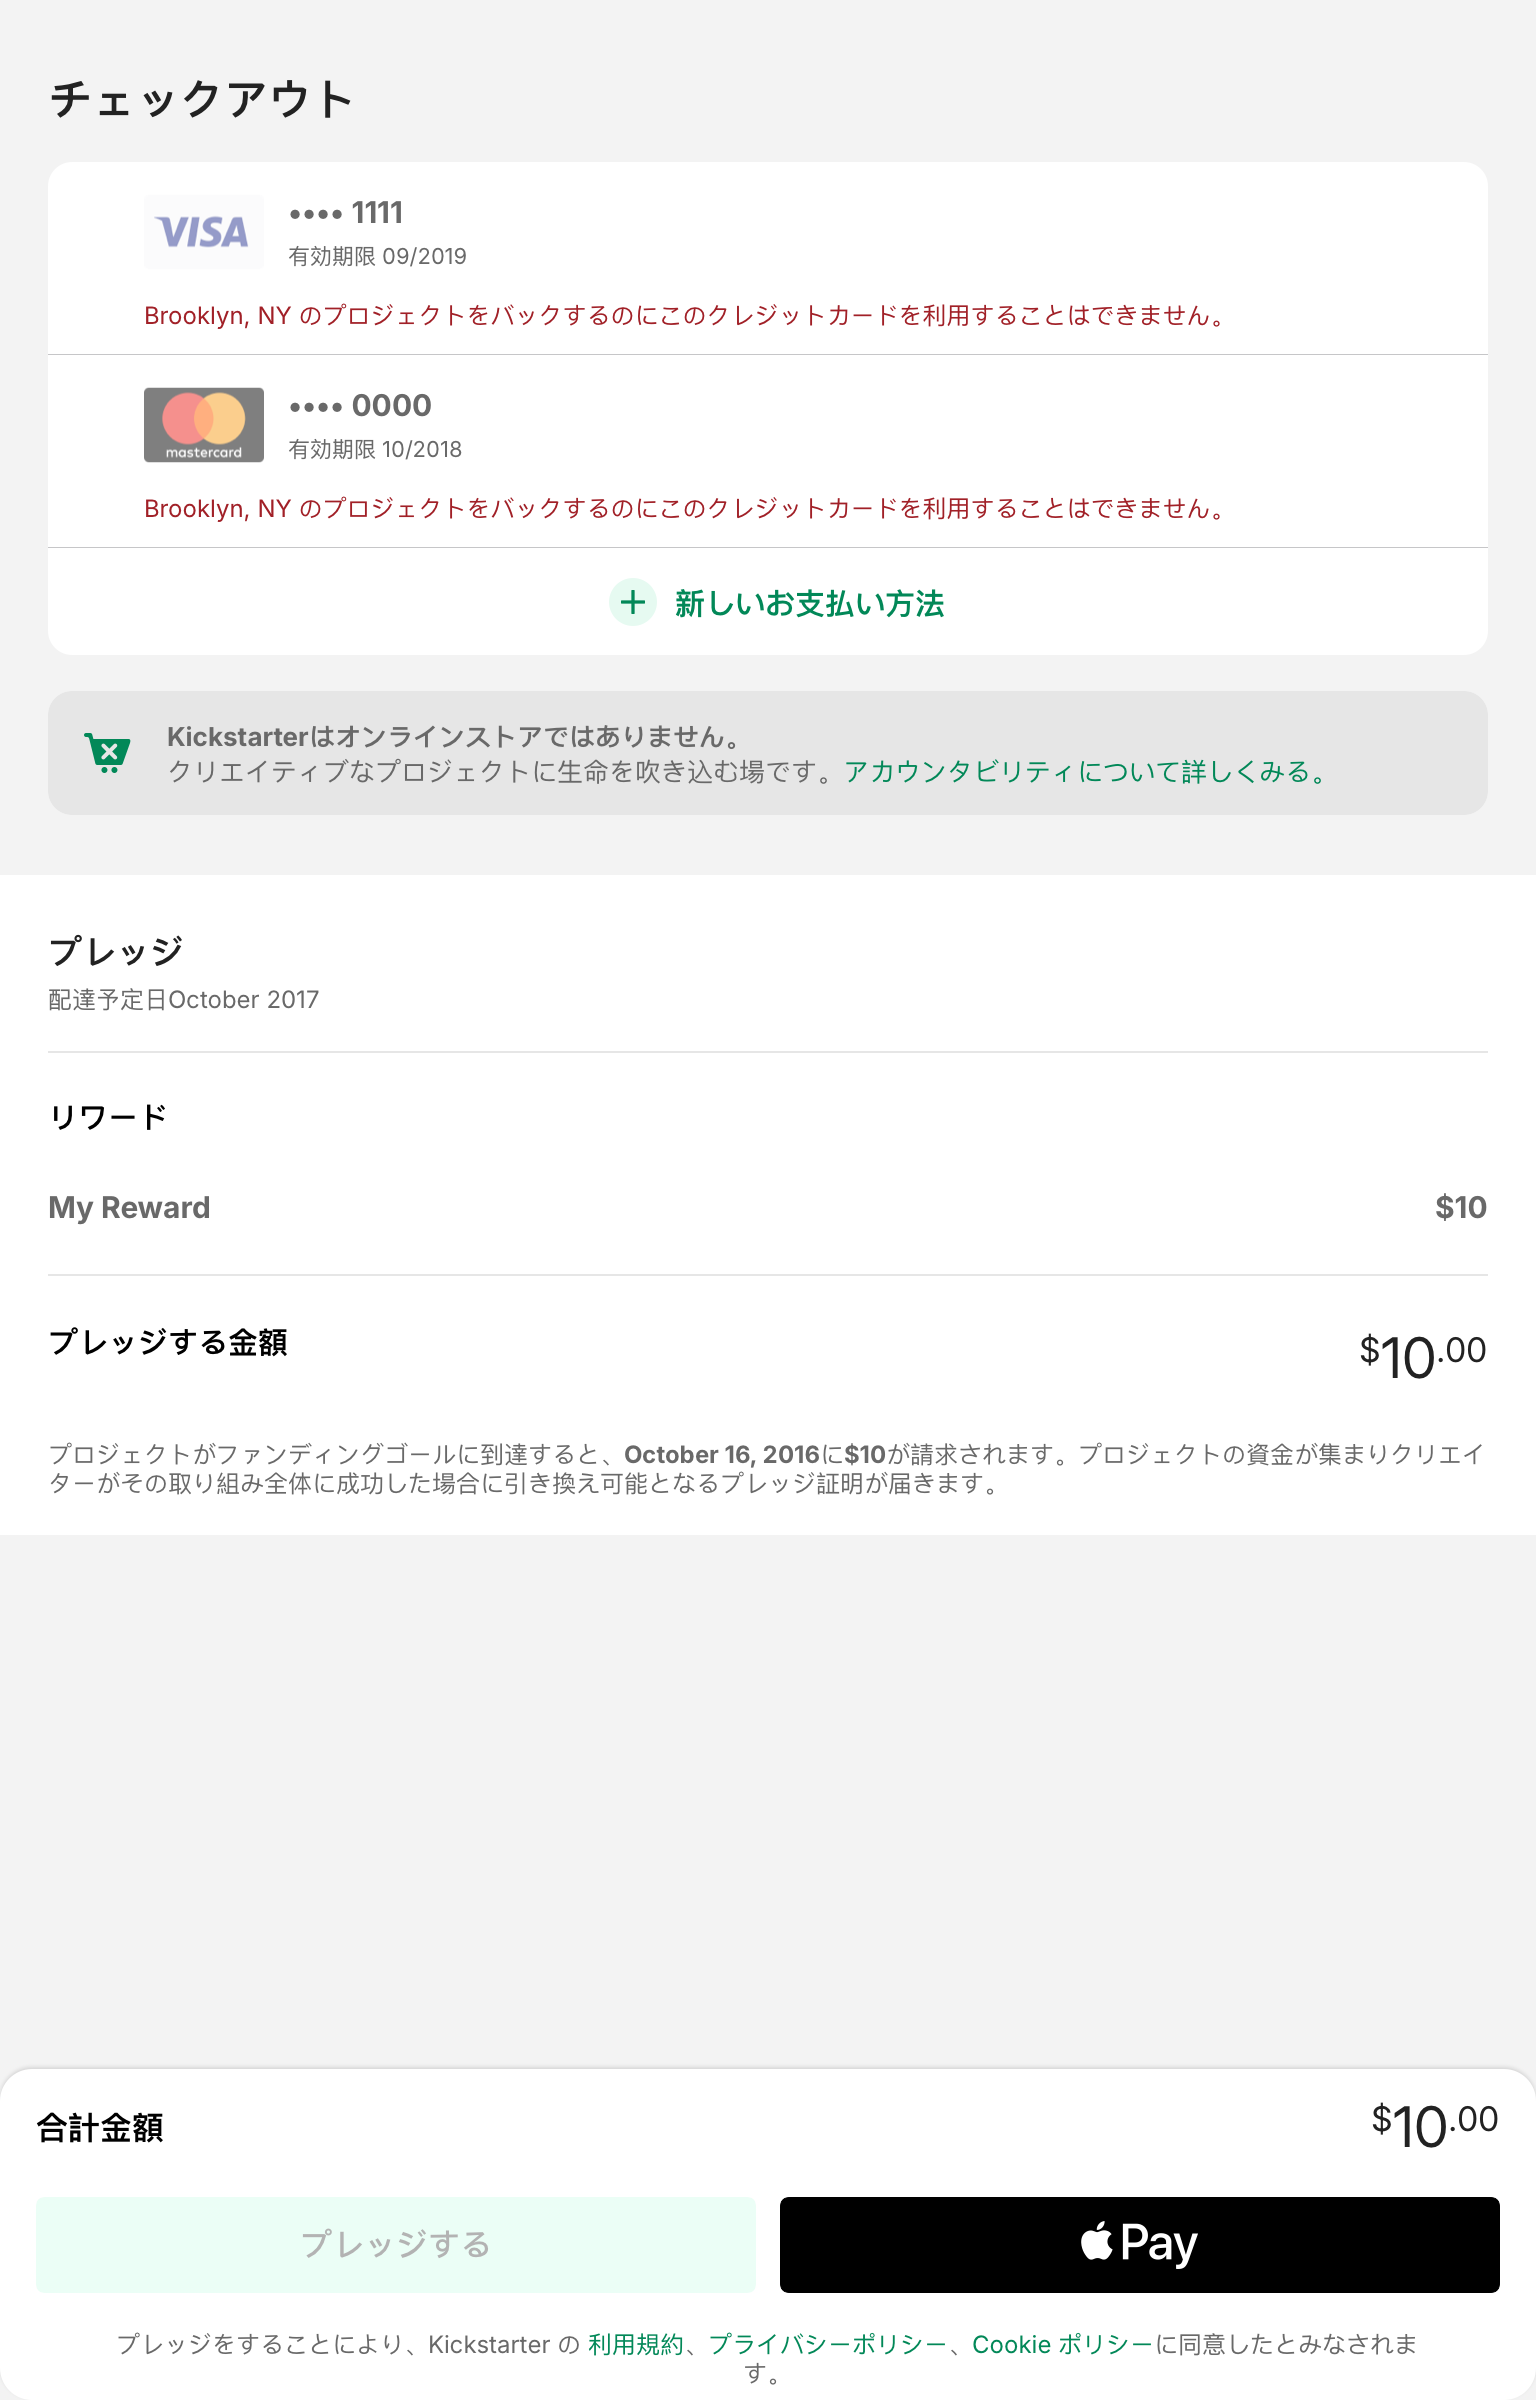 チェックアウト
VISA
•••• 1111
有効期限 09/2019
Brooklyn, NY のプロジェクトをバックするのにこのクレジットカードを利用することはできません。
mastercard
•••• 0000
有効期限 10/2018
Brooklyn, NY のプロジェクトをバックするのにこのクレジットカードを利用することはできません。
新しいお支払い方法
Kickstarterはオンラインストアではありません。
クリエイティブなプロジェクトに生命を吹き込む場です。アカウンタビリティについて詳しくみる。
プレッジ
配達予定日October 2017
リワード
My Reward $10
プレッジする金額 $10.00
プロジェクトがファンディングゴールに到達すると、October 16, 2016に$10が請求されます。プロジェクトの資金が集まりクリエイ
ターがその取り組み全体に成功した場合に引き換え可能となるプレッジ証明が届きます。
合計金額 $10.00
プレッジする
Pay
プレッジをすることにより、Kickstarter の 利用規約、プライバシーポリシー、Cookie ポリシーに同意したとみなされま
す。